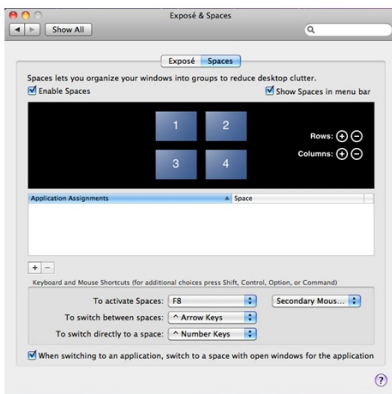 Exposé & Spaces
Show All
Exposé Spaces
Spaces lets you organize your windows into groups to reduce desktop clutter.
Enable Spaces Show Spaces in menu bar
1 2
Rows:
3 4
Columns:
Application Assignments Space
+ -
Keyboard and Mouse Shortcuts (for additional choices press Shift, Control, Option, or Command)
To activate Spaces: F8 Secondary Mous...
To switch between spaces: ^ Arrow Keys
To switch directly to a space: ^ Number Keys
When switching to an application, switch to a space with open windows for the application
?